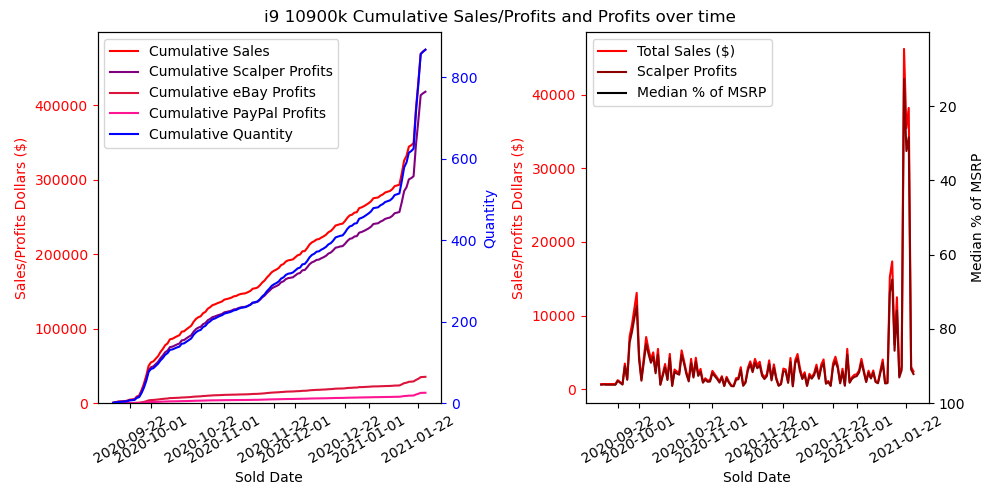 i9 10900k Cumulative Sales/Profits and Profits over time
Cumulative Sales
Cumulative Scalper Profits
Cumulative eBay Profits
Cumulative PayPal Profits
Cumulative Quantity
Sales/Profits Dollars ($)
400000
300000
200000
100000
0
800
600
400
200
0
Quantity
2020-09-22
2020-10-01
2020-10-22
2020-11-01
2020-11-22
2020-12-01
2020-12-22
2021-01-01
2021-01-22
Sold Date
Total Sales ($)
Scalper Profits
Median % of MSRP
Sales/Profits Dollars ($)
40000
30000
20000
10000
0
20
40
60
80
100
Median % of MSRP
2020-09-22
2020-10-01
2020-10-22
2020-11-01
2020-11-22
2020-12-01
2020-12-22
2021-01-01
2021-01-22
Sold Date